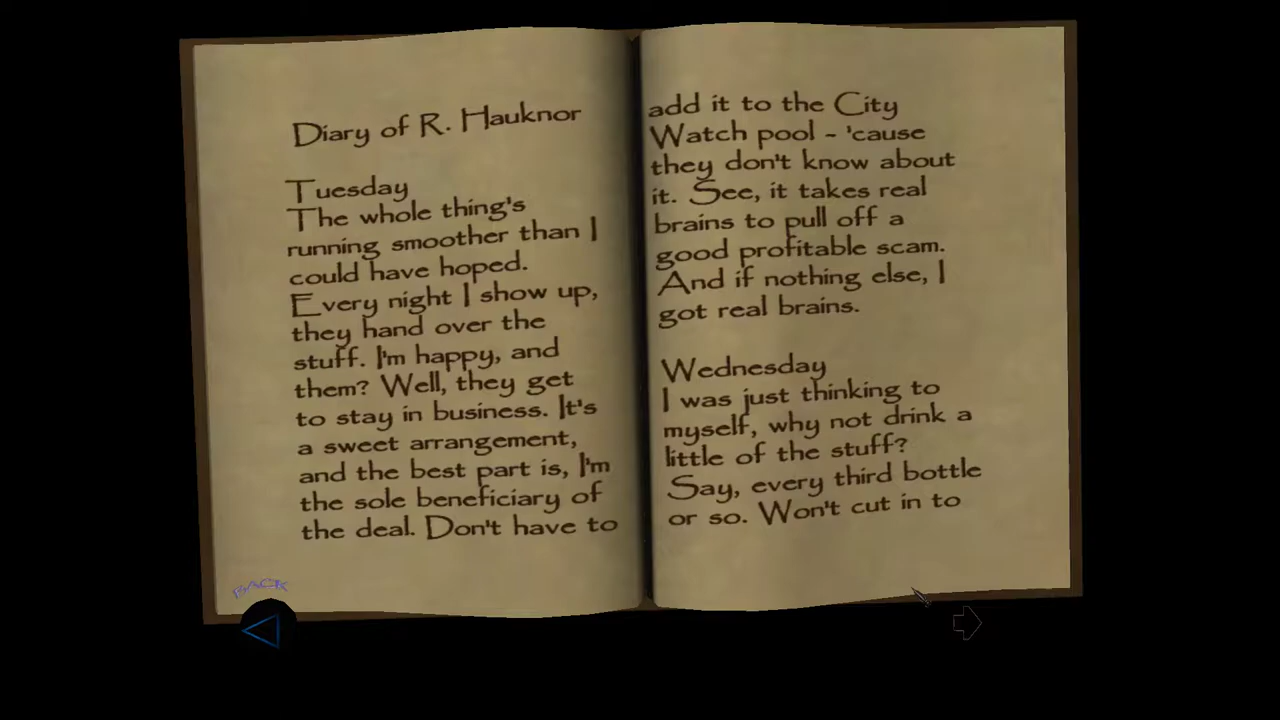 Diary of R. Hauknor
Tuesday
The whole thing's
running smoother than I
could have hoped.
Every night I show up,
they hand over the
stuff. I'm happy, and
them? Well, they get
to stay in business. It's
a sweet arrangement,
and the best part is, I'm
the sole beneficiary of
the deal. Don't have to
add it to the City
Watch pool - 'cause
they don't know about
it. See, it takes real
brains to pull off a
good profitable scam.
And if nothing else, I
got real brains.
Wednesday
I was just thinking to
myself, why not drink a
little of the stuff?
Say, every third bottle
or so. Won't cut in to
BACK